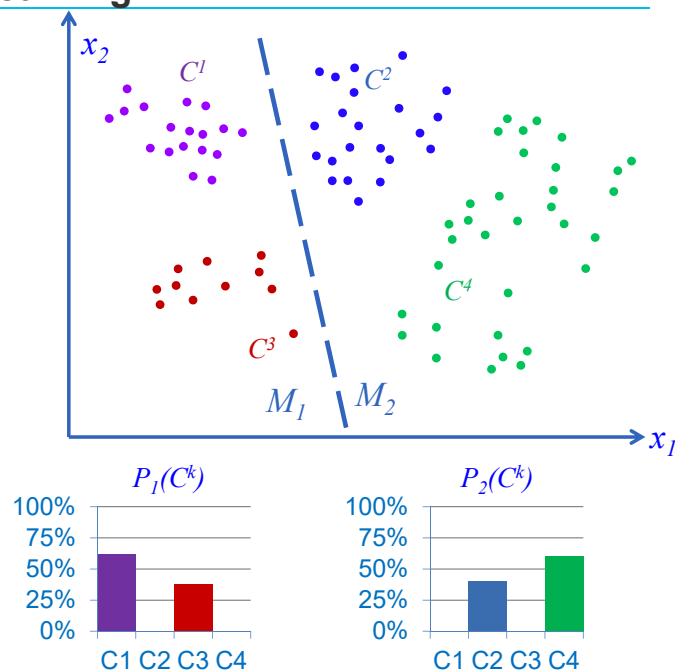 x₂
C¹
C²
C⁴
C³
M₁
M₂
x₁
P₁(Cᵏ)
P₂(Cᵏ)
100%
75%
50%
25%
0%
C1 C2 C3 C4
100%
75%
50%
25%
0%
C1 C2 C3 C4